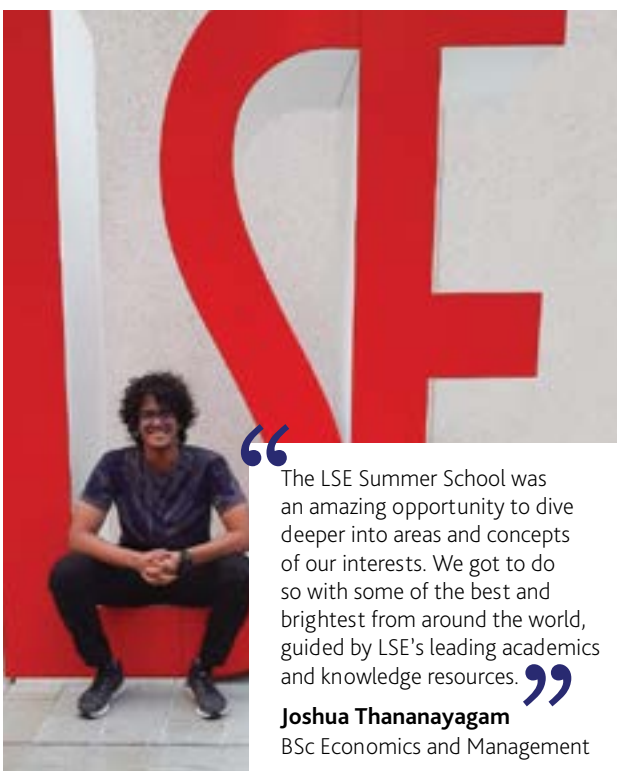 LSE
“
The LSE Summer School was
an amazing opportunity to dive
deeper into areas and concepts
of our interests. We got to do
so with some of the best and
brightest from around the world,
guided by LSE’s leading academics
and knowledge resources. ”
Joshua Thananayagam
BSc Economics and Management